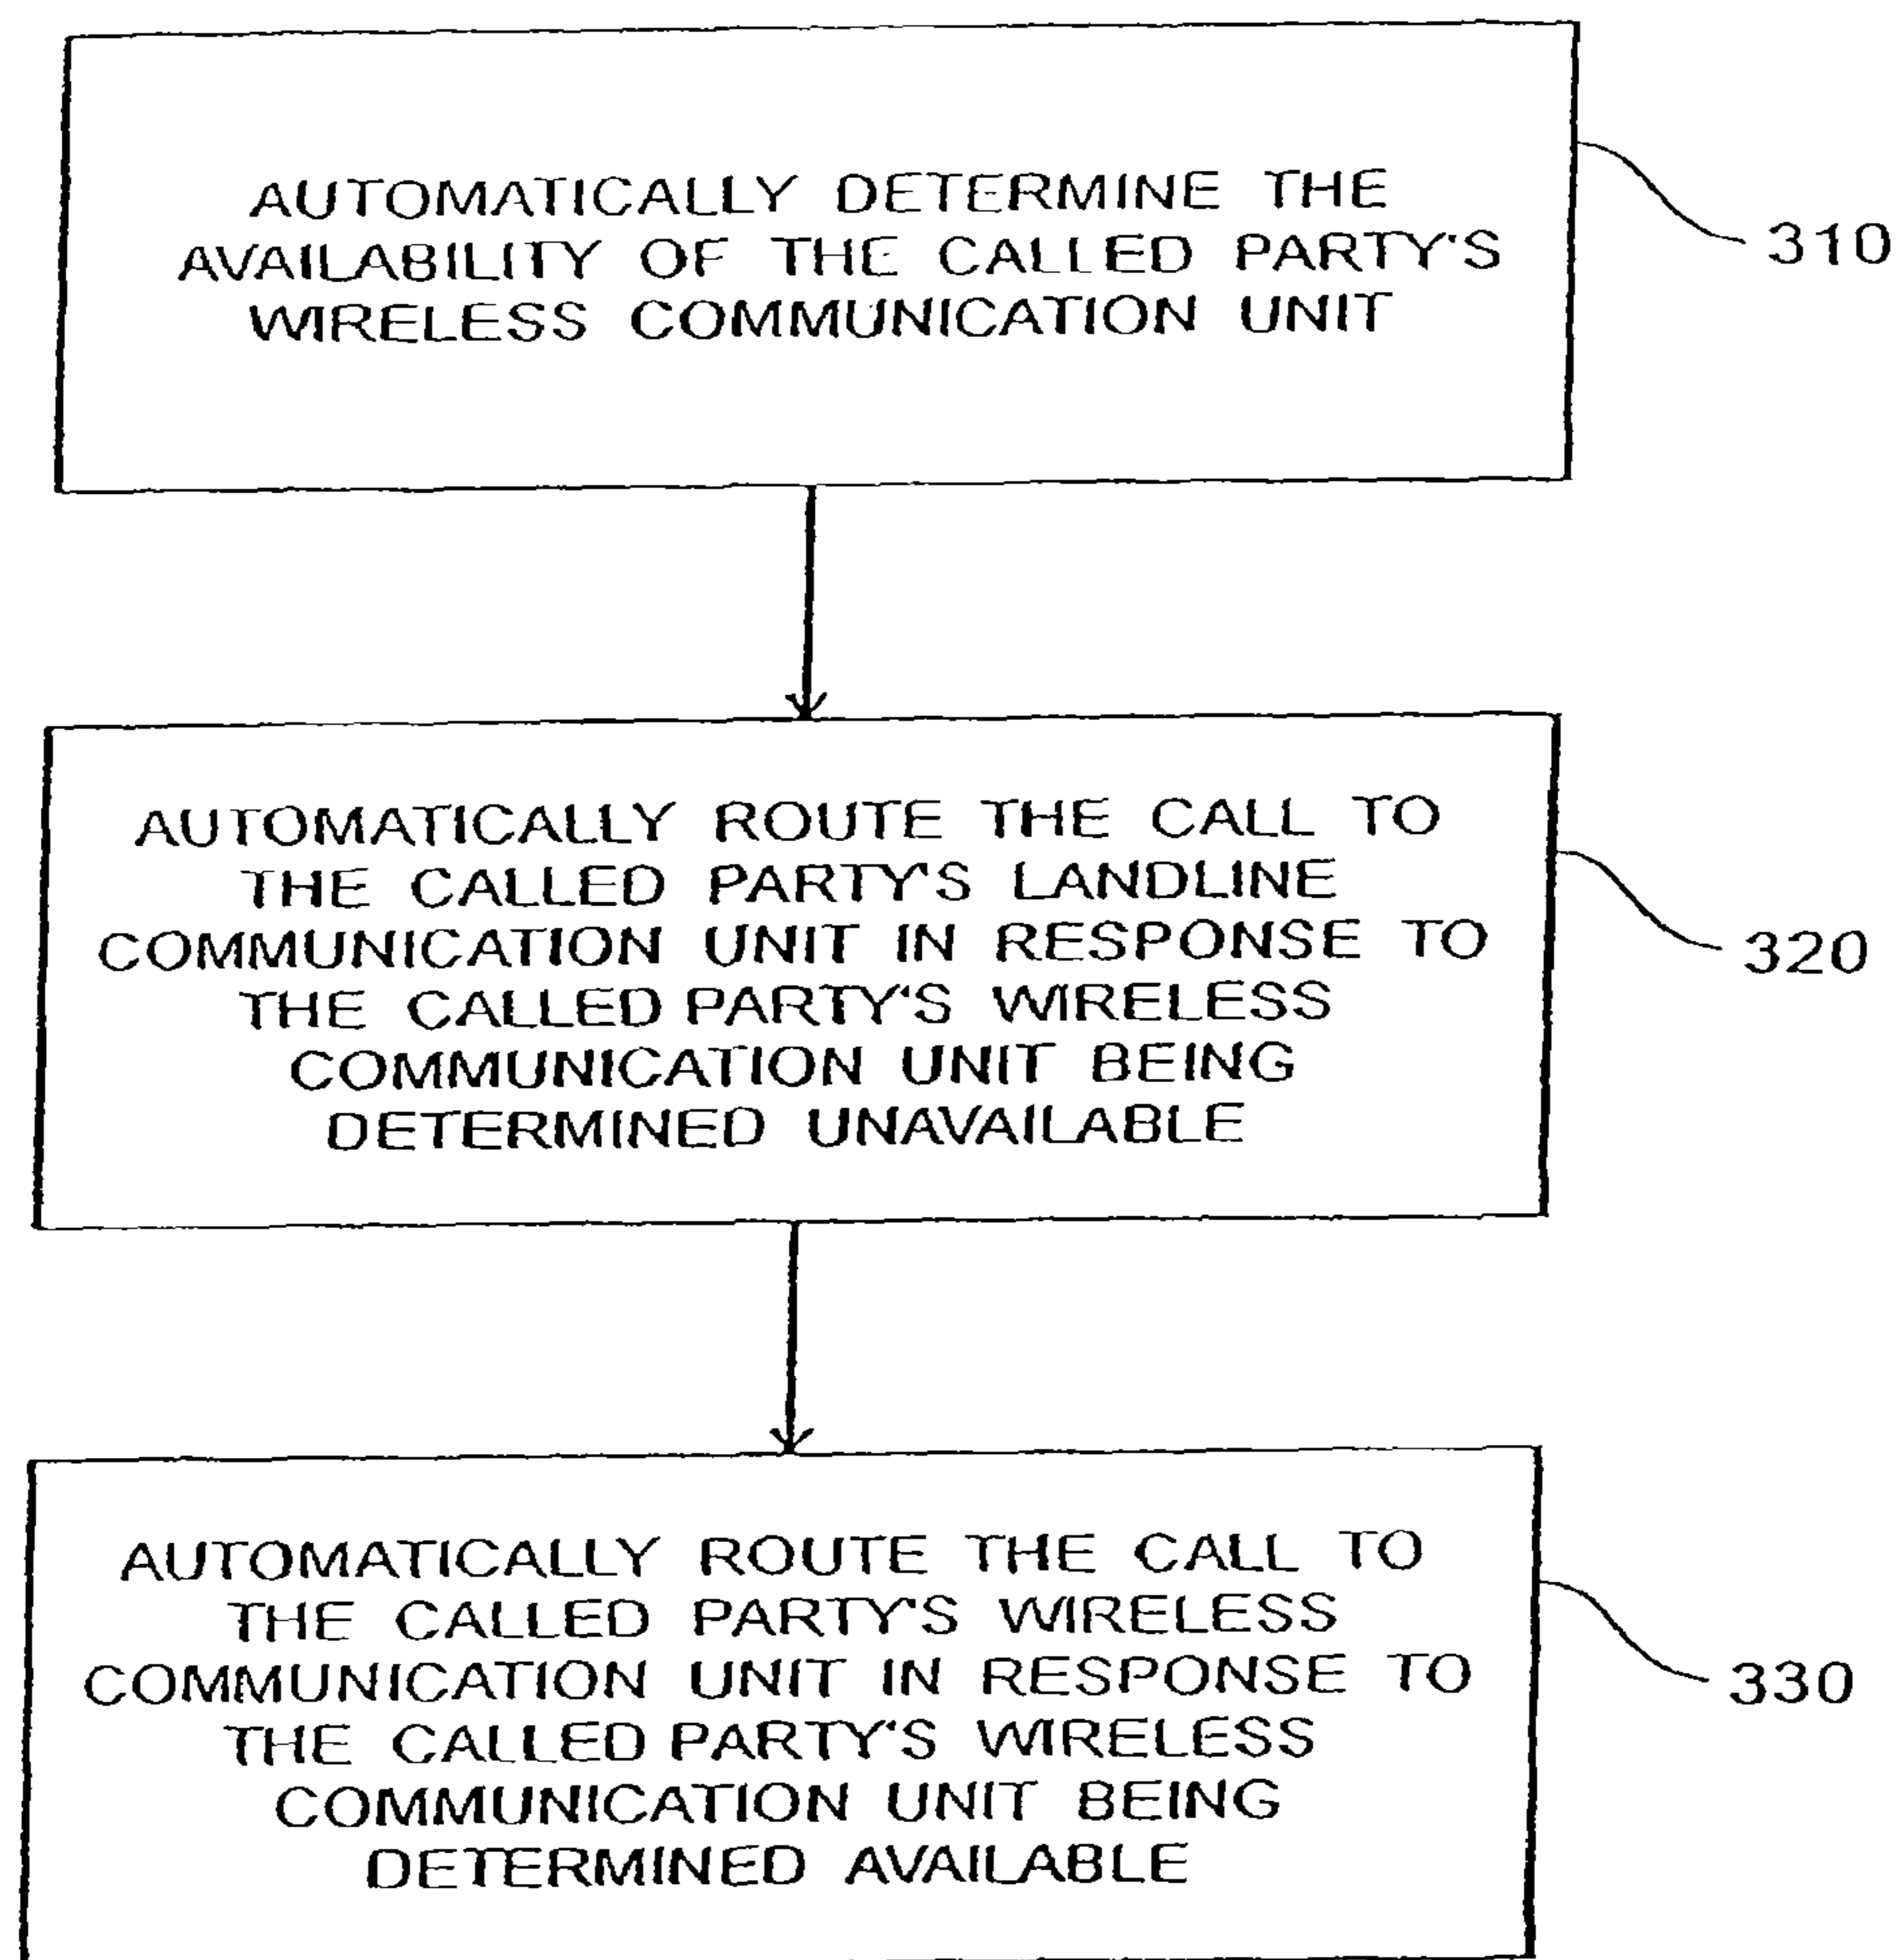 AUTOMATICALLY DETERMINE THE
AVAILABILITY OF THE CALLED PARTY'S
WIRELESS COMMUNICATION UNIT
310
AUTOMATICALLY ROUTE THE CALL TO
THE CALLED PARTY'S LANDLINE
COMMUNICATION UNIT IN RESPONSE TO
THE CALLED PARTY'S WIRELESS
COMMUNICATION UNIT BEING
DETERMINED UNAVAILABLE
320
AUTOMATICALLY ROUTE THE CALL TO
THE CALLED PARTY'S WIRELESS
COMMUNICATION UNIT IN RESPONSE TO
THE CALLED PARTY'S WIRELESS
COMMUNICATION UNIT BEING
DETERMINED AVAILABLE
330